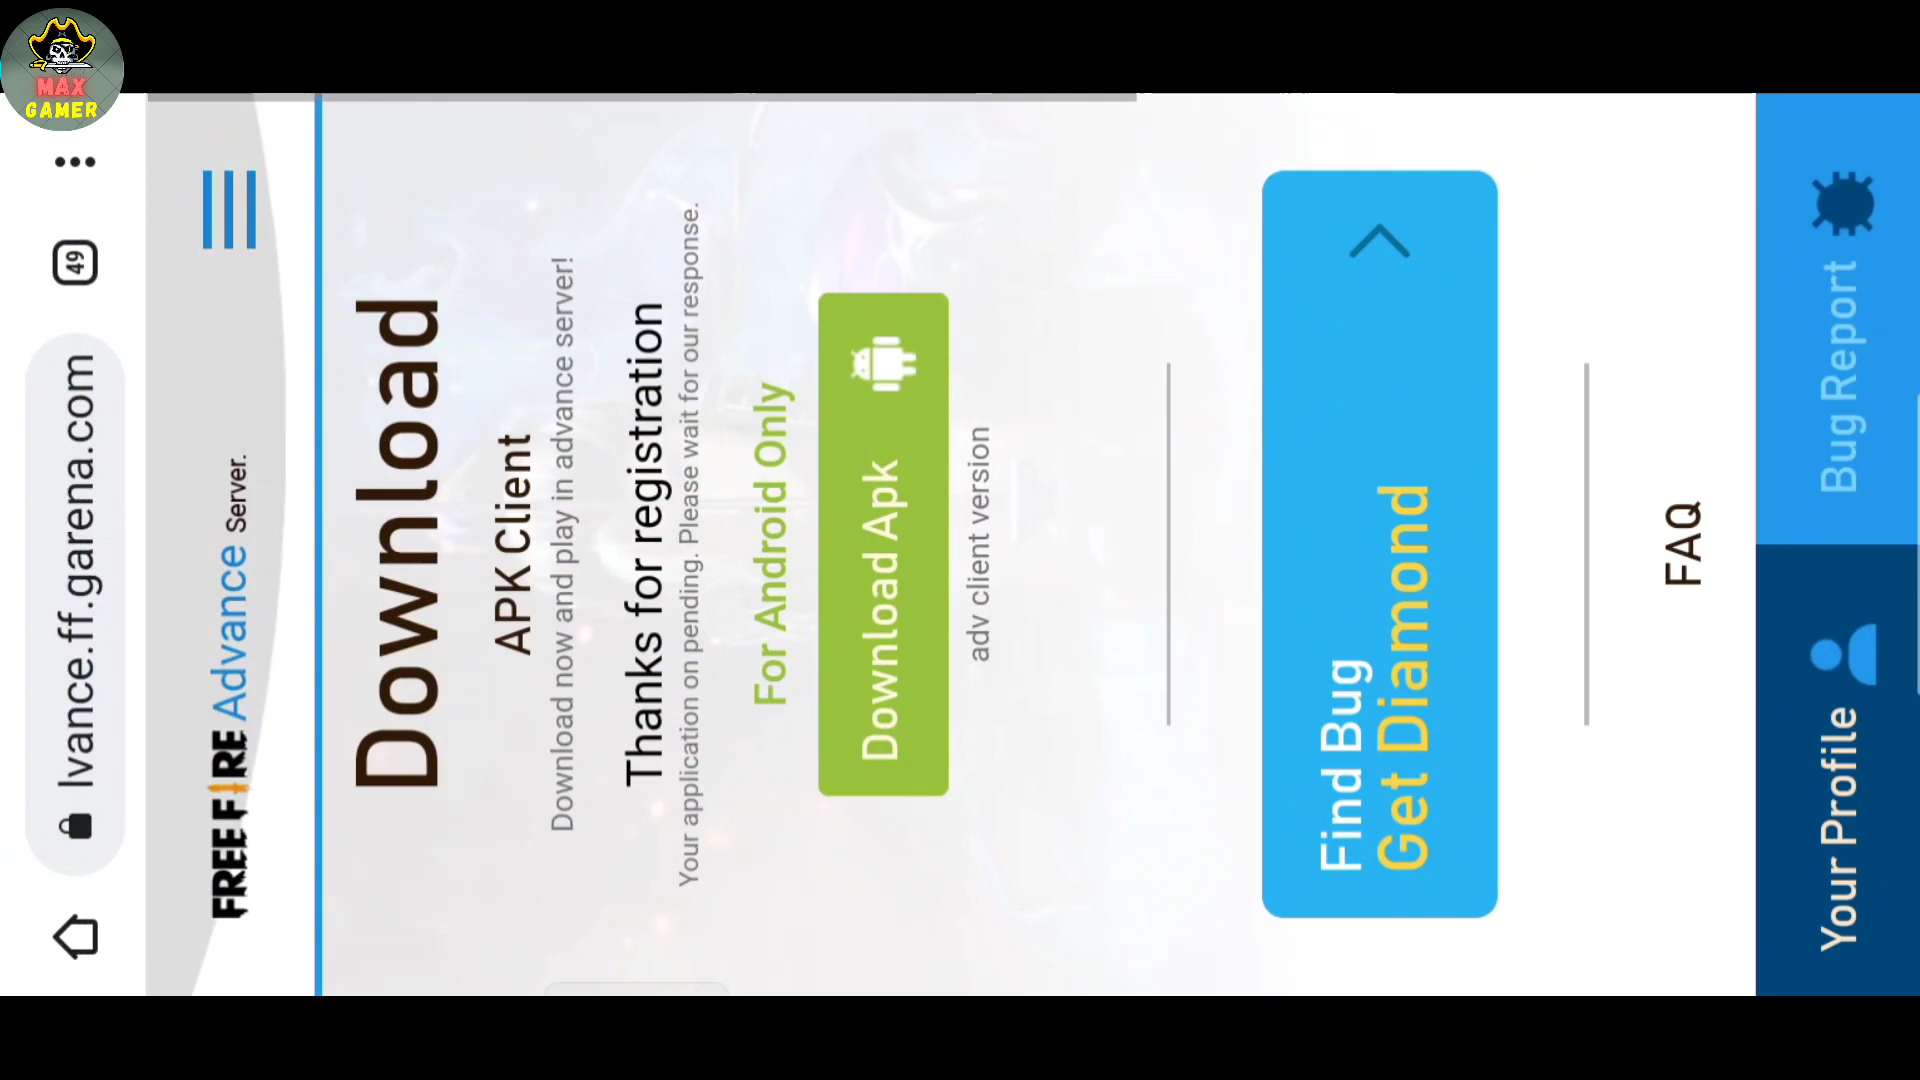 MAX
GAMER
lvance.ff.garena.com
49
FREE FIRE Advance Server.
Download
APK Client
Download now and play in advance server!
Thanks for registration
Your application on pending. Please wait for our response.
For Android Only
Download Apk
adv client version
Find Bug
Get Diamond
FAQ
Your Profile
Bug Report